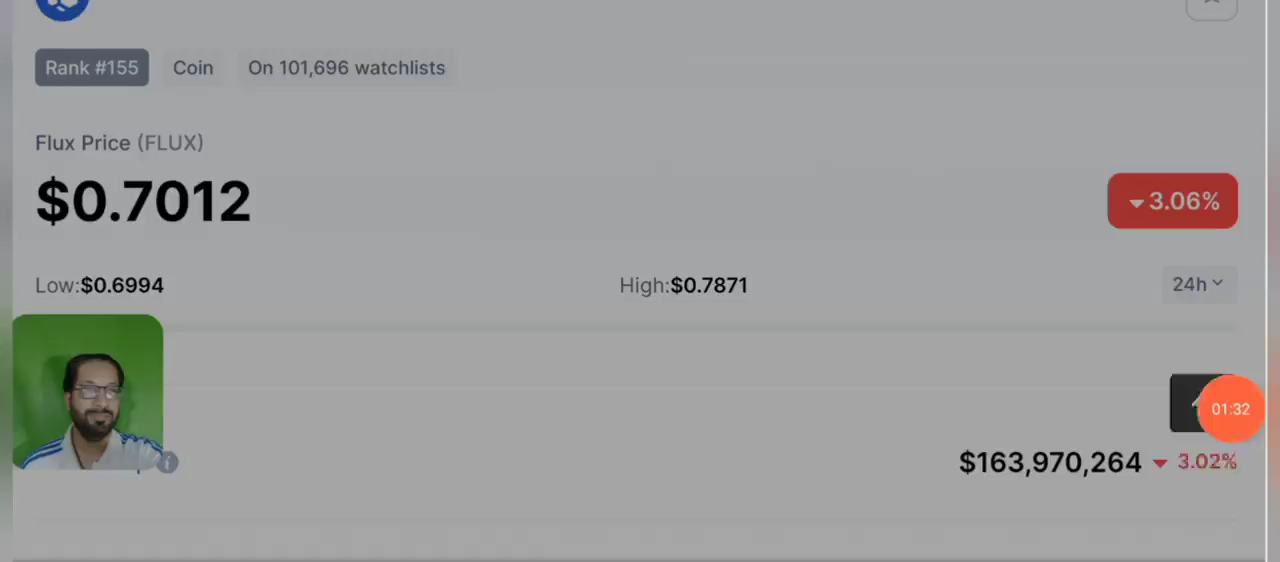 Rank #155 Coin On 101,696 watchlists
Flux Price (FLUX)
$0.7012 3.06%
Low:$0.6994 High:$0.7871 24h
01:32
$163,970,264 3.02%